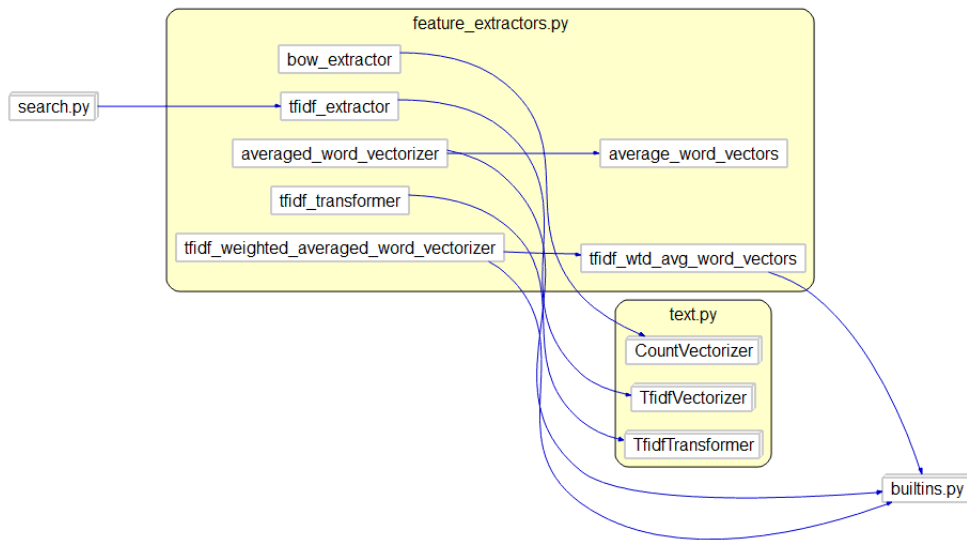 feature_extractors.py
bow_extractor
search.py
tfidf_extractor
averaged_word_vectorizer
average_word_vectors
tfidf_transformer
tfidf_weighted_averaged_word_vectorizer
tfidf_wtd_avg_word_vectors
text.py
CountVectorizer
TfidfVectorizer
TfidfTransformer
builtins.py